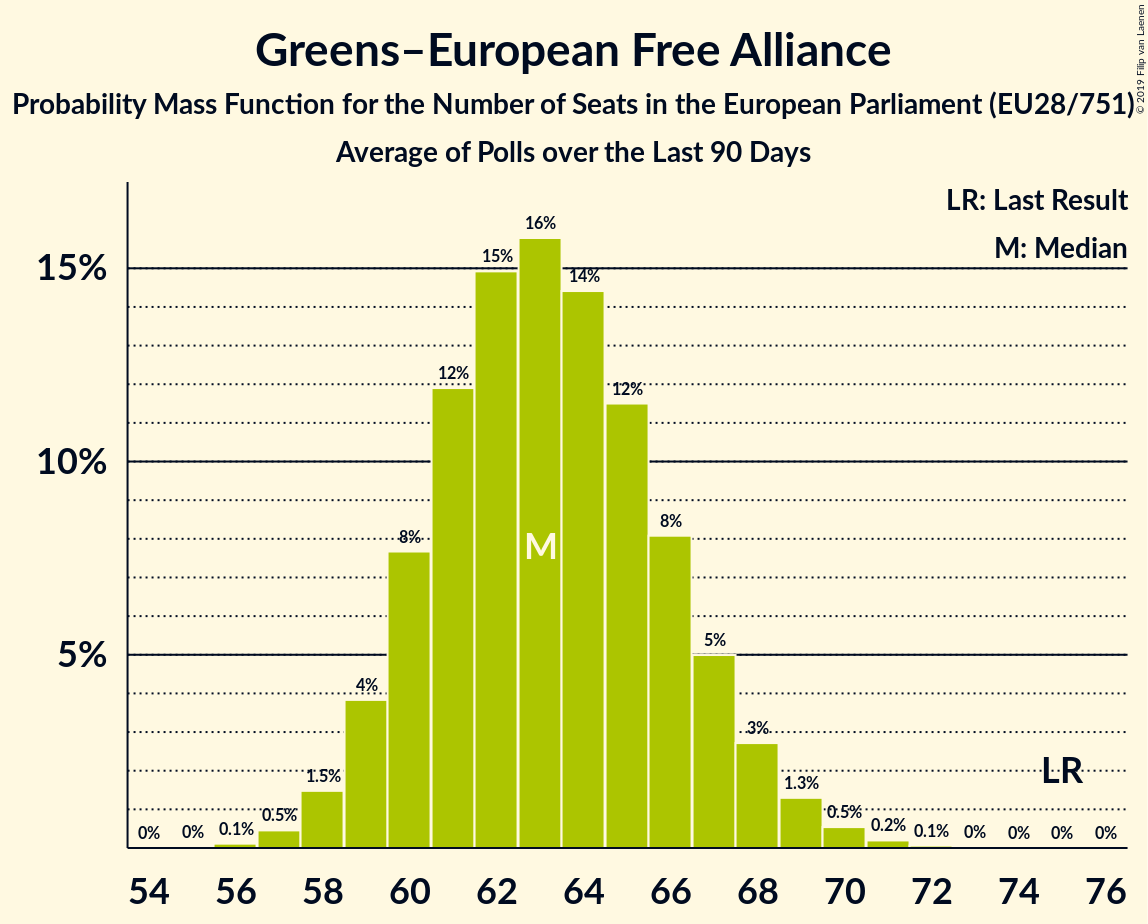 Greens–European Free Alliance
Probability Mass Function for the Number of Seats in the European Parliament (EU28/751)
Average of Polls over the Last 90 Days
© 2019 Filip van Laenen
LR: Last Result
M: Median
15%
10%
5%
0%
0%
0.1%
0.5%
1.5%
4%
8%
12%
15%
16%
14%
12%
8%
5%
3%
1.3%
0.5%
0.2%
0.1%
0%
0%
0%
0%
M
LR
54 56 58 60 62 64 66 68 70 72 74 76